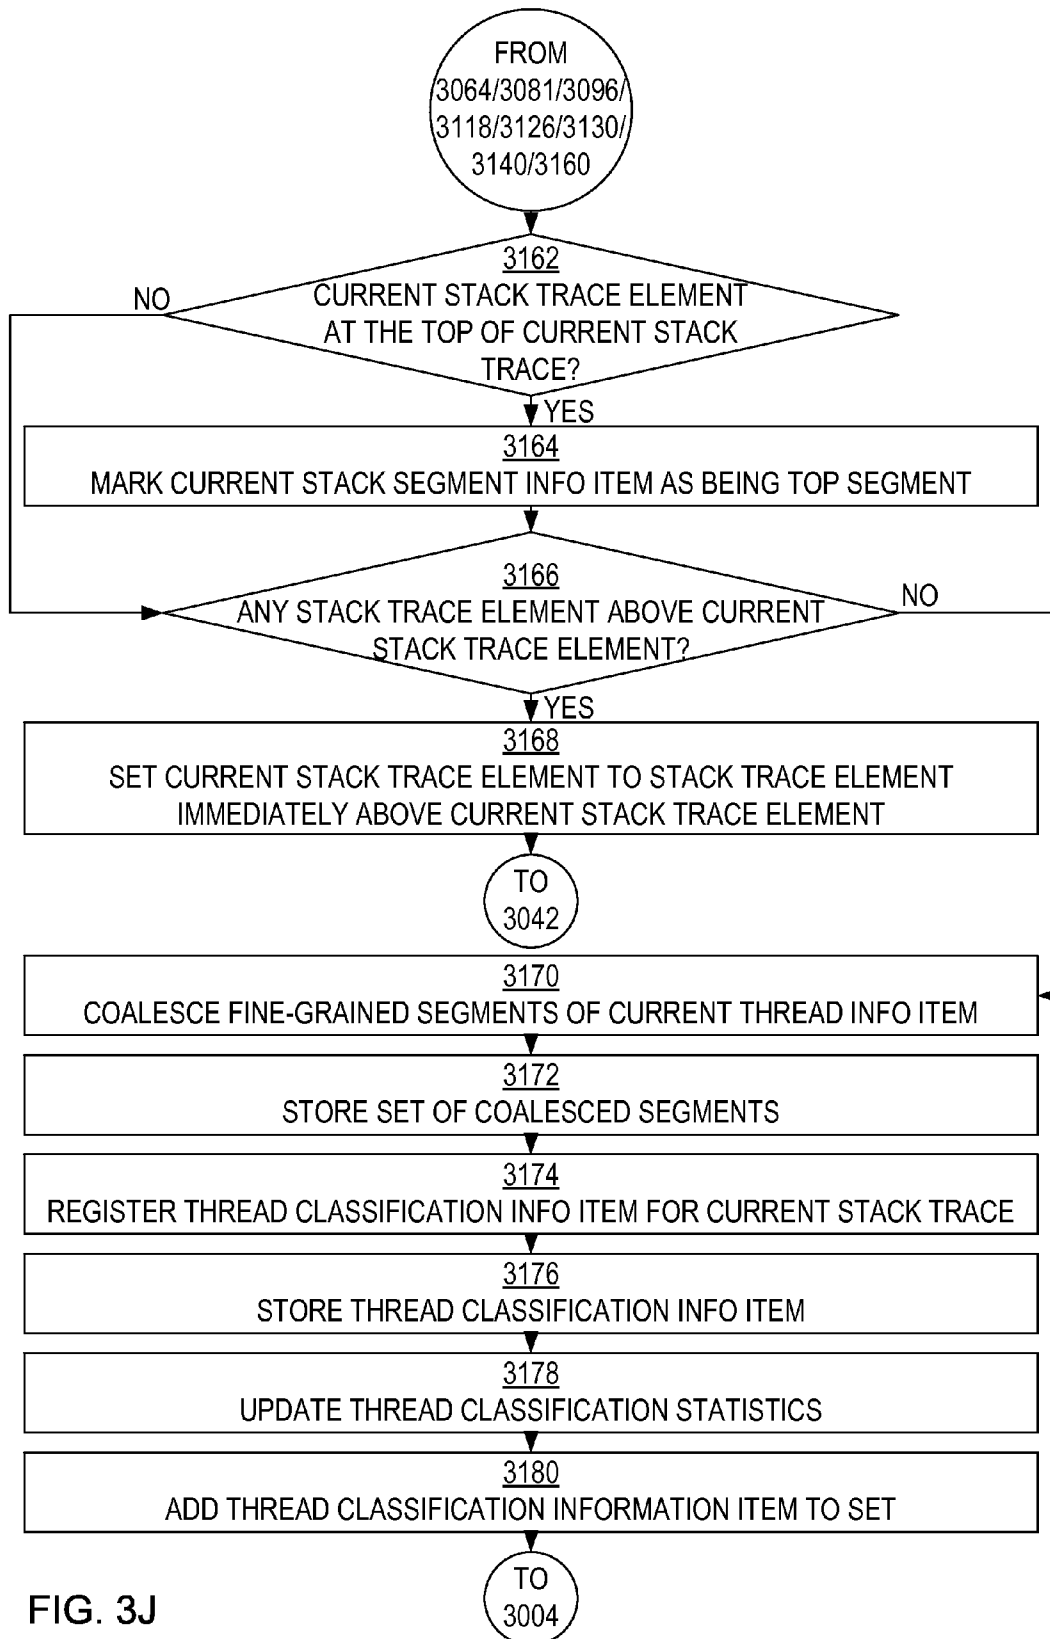 FROM
3064/3081/3096/
3118/3126/3130/
3140/3160
3162
CURRENT STACK TRACE ELEMENT
AT THE TOP OF CURRENT STACK
TRACE?
NO
YES
3164
MARK CURRENT STACK SEGMENT INFO ITEM AS BEING TOP SEGMENT
3166
ANY STACK TRACE ELEMENT ABOVE CURRENT
STACK TRACE ELEMENT?
NO
YES
3168
SET CURRENT STACK TRACE ELEMENT TO STACK TRACE ELEMENT
IMMEDIATELY ABOVE CURRENT STACK TRACE ELEMENT
TO
3042
3170
COALESCE FINE-GRAINED SEGMENTS OF CURRENT THREAD INFO ITEM
3172
STORE SET OF COALESCED SEGMENTS
3174
REGISTER THREAD CLASSIFICATION INFO ITEM FOR CURRENT STACK TRACE
3176
STORE THREAD CLASSIFICATION INFO ITEM
3178
UPDATE THREAD CLASSIFICATION STATISTICS
3180
ADD THREAD CLASSIFICATION INFORMATION ITEM TO SET
TO
3004
FIG. 3J